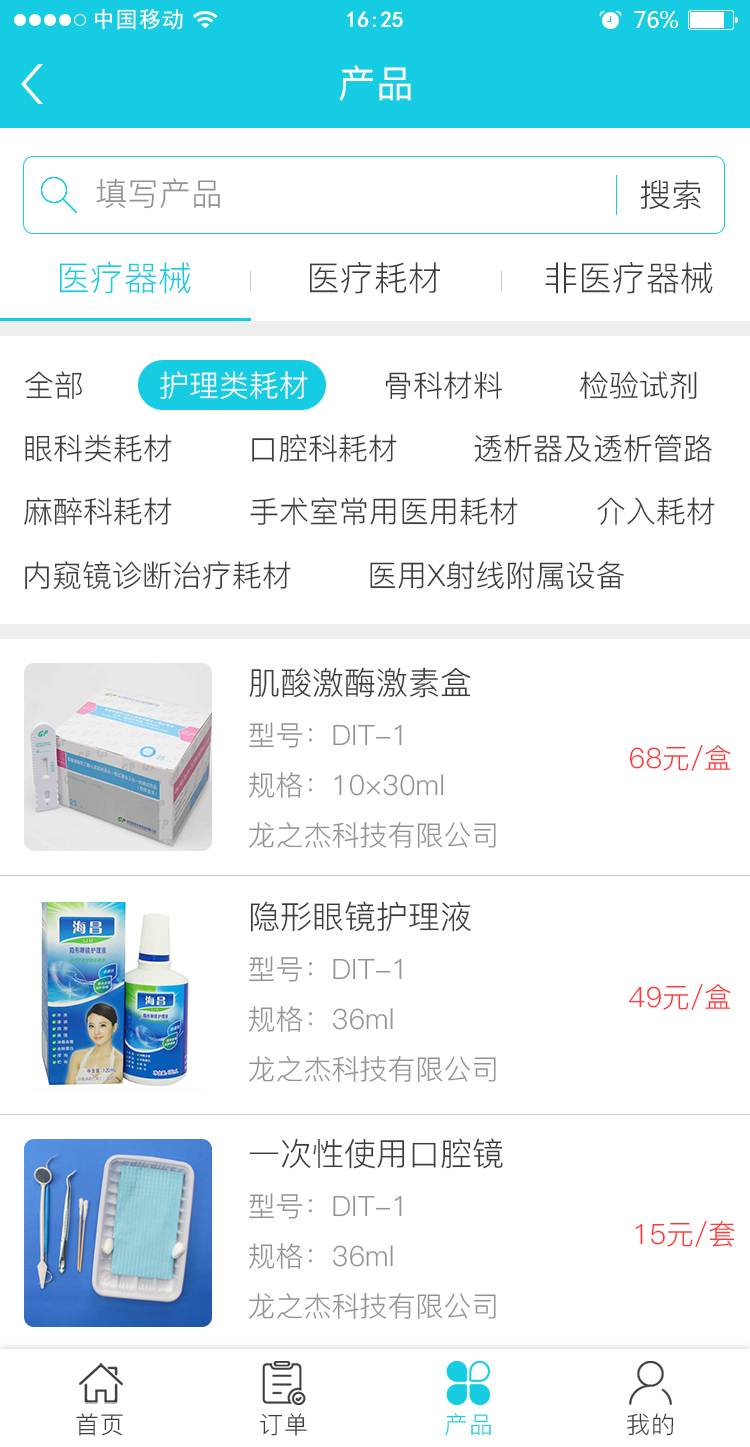 中国移动 16:25 76%
产品
填写产品 搜索
医疗器械 医疗耗材 非医疗器械
全部 护理类耗材 骨科材料 检验试剂
眼科类耗材 口腔科耗材 透析器及透析管路
麻醉科耗材 手术室常用医用耗材 介入耗材
内窥镜诊断治疗耗材 医用X射线附属设备
肌酸激酶激素盒
型号：DIT-1
68元/盒
规格：10×30ml
龙之杰科技有限公司
海昌
隐形眼镜护理液
海昌
隐形眼镜护理液
型号：DIT-1
49元/盒
规格：36ml
龙之杰科技有限公司
一次性使用口腔镜
型号：DIT-1
15元/套
规格：36ml
龙之杰科技有限公司
首页 订单 产品 我的